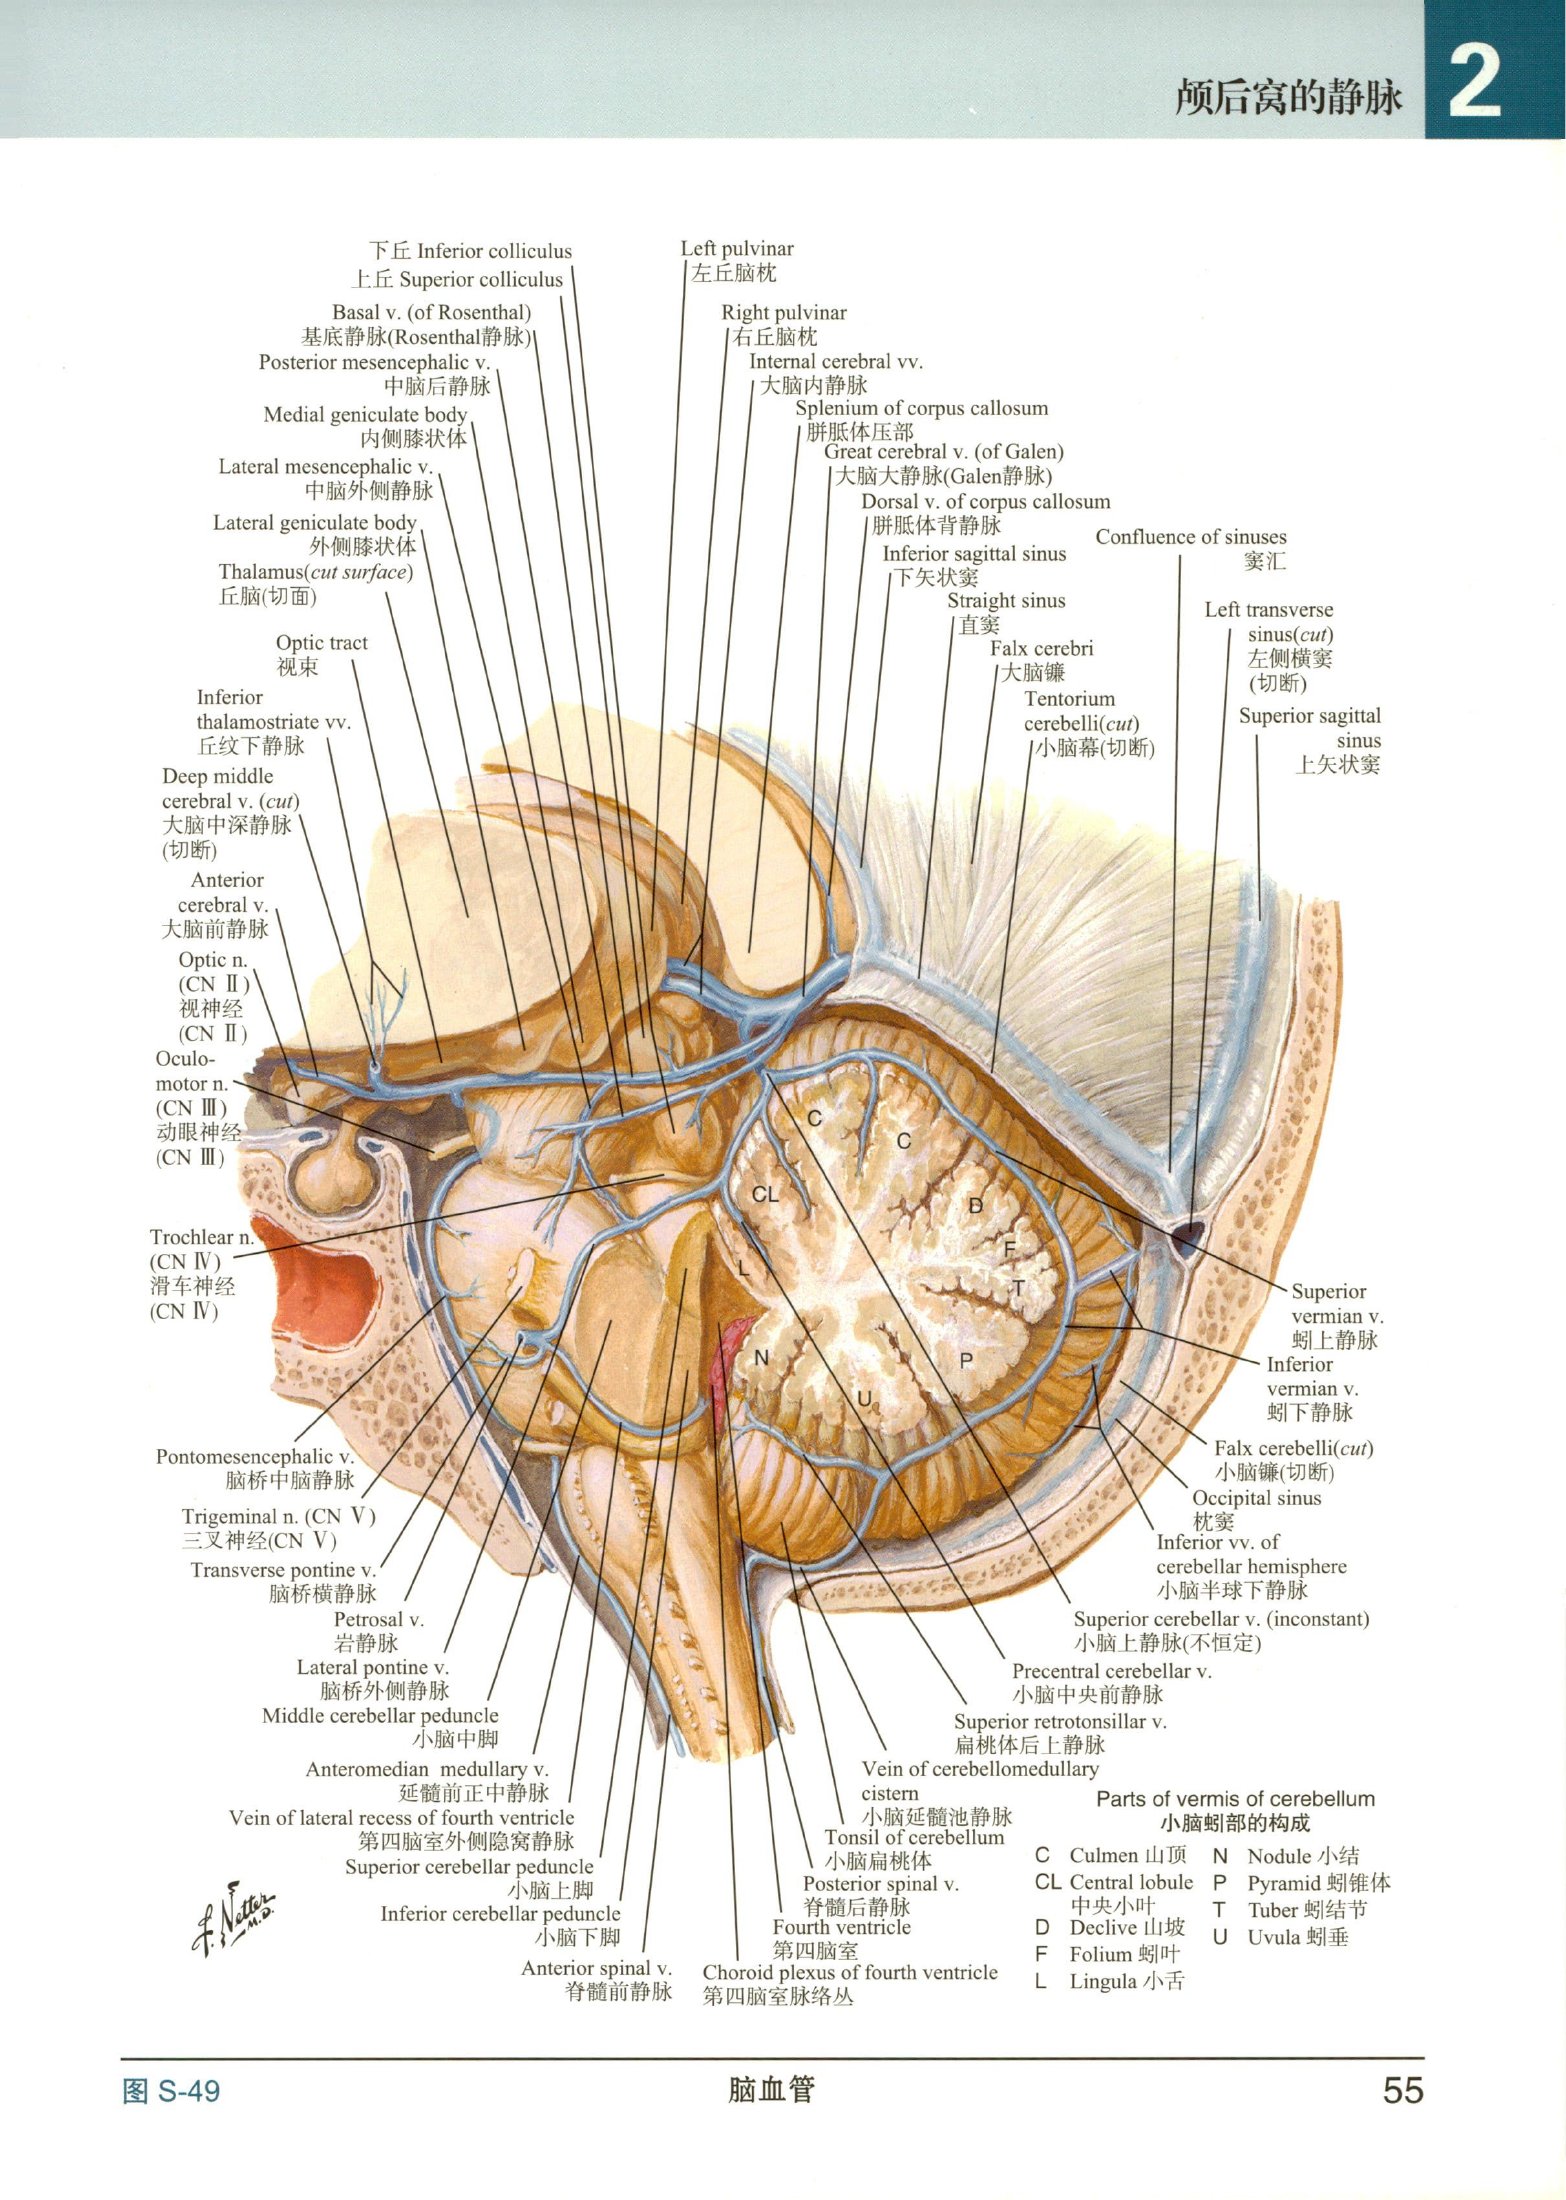 颅后窝的静脉
2
下丘 Inferior colliculus
上丘 Superior colliculus
Basal v. (of Rosenthal)
基底静脉(Rosenthal静脉)
Posterior mesencephalic v.
中脑后静脉
Medial geniculate body
内侧膝状体
Lateral mesencephalic v.
中脑外侧静脉
Lateral geniculate body
外侧膝状体
Thalamus(cut surface)
丘脑(切面)
Optic tract
视束
Inferior
thalamostriate vv.
丘纹下静脉
Deep middle
cerebral v. (cut)
大脑中深静脉
(切断)
Anterior
cerebral v.
大脑前静脉
Optic n.
(CN Ⅱ)
视神经
(CN Ⅱ)
Oculo-
motor n.
(CN Ⅲ)
动眼神经
(CN Ⅲ)
Trochlear n.
(CN Ⅳ)
滑车神经
(CN Ⅳ)
Pontomesencephalic v.
脑桥中脑静脉
Trigeminal n. (CN Ⅴ)
三叉神经(CN Ⅴ)
Transverse pontine v.
脑桥横静脉
Petrosal v.
岩静脉
Lateral pontine v.
脑桥外侧静脉
Middle cerebellar peduncle
小脑中脚
Anteromedian medullary v.
延髓前正中静脉
Vein of lateral recess of fourth ventricle
第四脑室外侧隐窝静脉
Superior cerebellar peduncle
小脑上脚
Inferior cerebellar peduncle
小脑下脚
Anterior spinal v.
脊髓前静脉
Left pulvinar
左丘脑枕
Right pulvinar
右丘脑枕
Internal cerebral vv.
大脑内静脉
Splenium of corpus callosum
胼胝体压部
Great cerebral v. (of Galen)
大脑大静脉(Galen静脉)
Dorsal v. of corpus callosum
胼胝体背静脉
Inferior sagittal sinus
下矢状窦
Straight sinus
直窦
Falx cerebri
大脑镰
Tentorium
cerebelli(cut)
小脑幕(切断)
Confluence of sinuses
窦汇
Left transverse
sinus(cut)
左侧横窦
(切断)
Superior sagittal
sinus
上矢状窦
C
C
CL
D
F
T
L
N
P
U
Superior
vermian v.
蚓上静脉
Inferior
vermian v.
蚓下静脉
Falx cerebelli(cut)
小脑镰(切断)
Occipital sinus
枕窦
Inferior vv. of
cerebellar hemisphere
小脑半球下静脉
Superior cerebellar v. (inconstant)
小脑上静脉(不恒定)
Precentral cerebellar v.
小脑中央前静脉
Superior retrotonsillar v.
扁桃体后上静脉
Vein of cerebellomedullary
cistern
小脑延髓池静脉
Tonsil of cerebellum
小脑扁桃体
Posterior spinal v.
脊髓后静脉
Fourth ventricle
第四脑室
Choroid plexus of fourth ventricle
第四脑室脉络丛
Parts of vermis of cerebellum
小脑蚓部的构成
C Culmen 山顶
CL Central lobule
中央小叶
D Declive 山坡
F Folium 蚓叶
L Lingula 小舌
N Nodule 小结
P Pyramid 蚓锥体
T Tuber 蚓结节
U Uvula 蚓垂
F. Netter
M.D.
图 S-49
脑血管
55